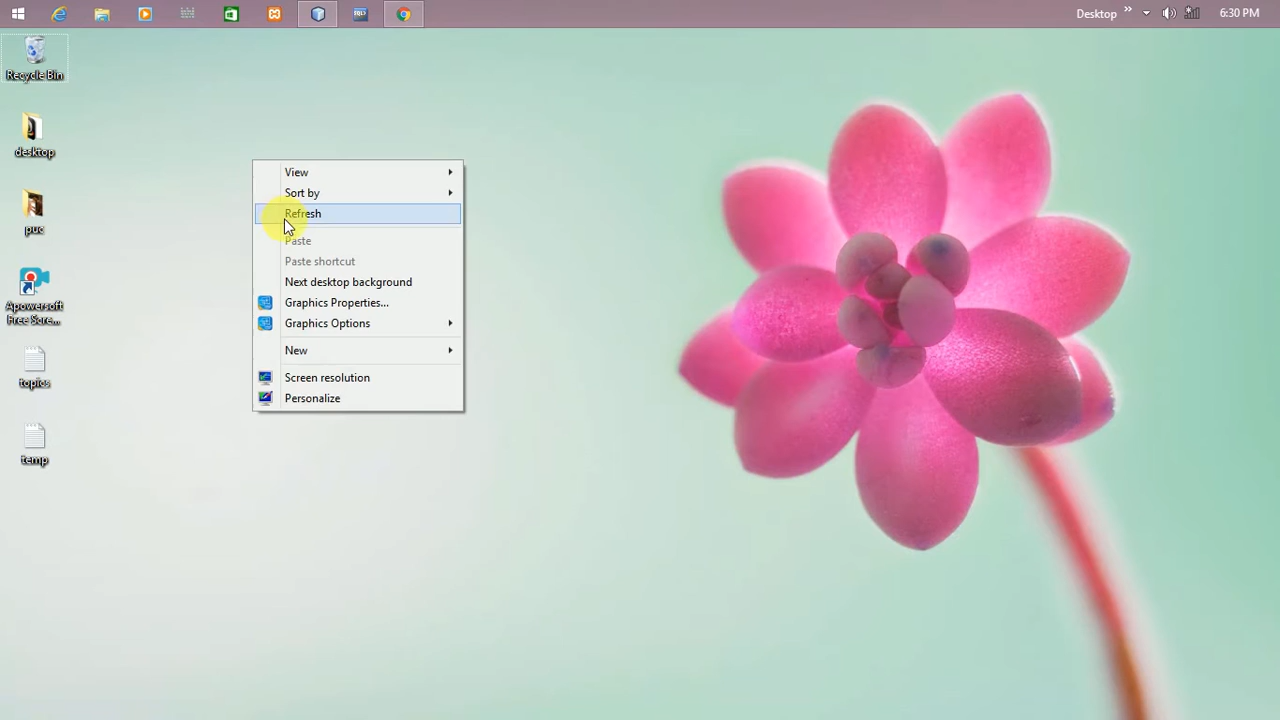 Desktop »
6:30 PM
Recycle Bin
desktop
puc
Apowersoft
Free Scre...
topics
temp
View
Sort by
Refresh
Paste
Paste shortcut
Next desktop background
Graphics Properties...
Graphics Options
New
Screen resolution
Personalize